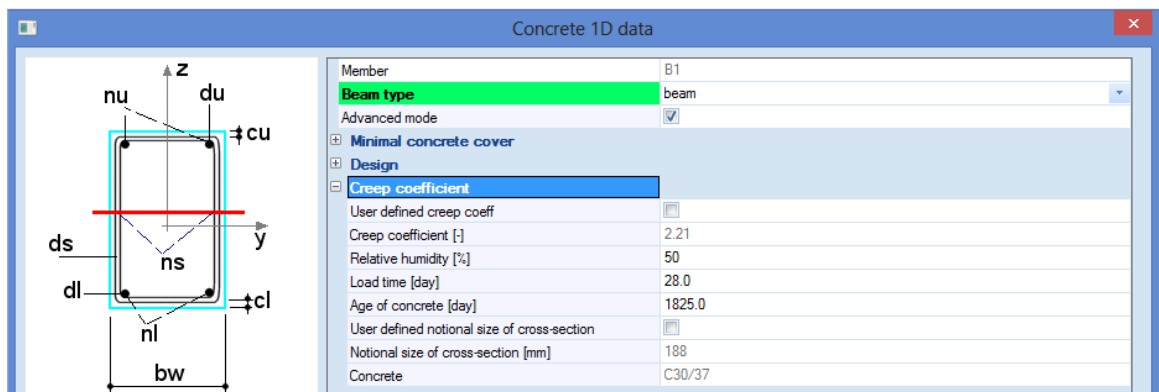 Concrete 1D data
z
nu
du
cu
y
ds
ns
dl
cl
nl
bw
Member B1
Beam type beam
Advanced mode
Minimal concrete cover
Design
Creep coefficient
User defined creep coeff
Creep coefficient [-] 2.21
Relative humidity [%] 50
Load time [day] 28.0
Age of concrete [day] 1825.0
User defined notional size of cross-section
Notional size of cross-section [mm] 188
Concrete C30/37